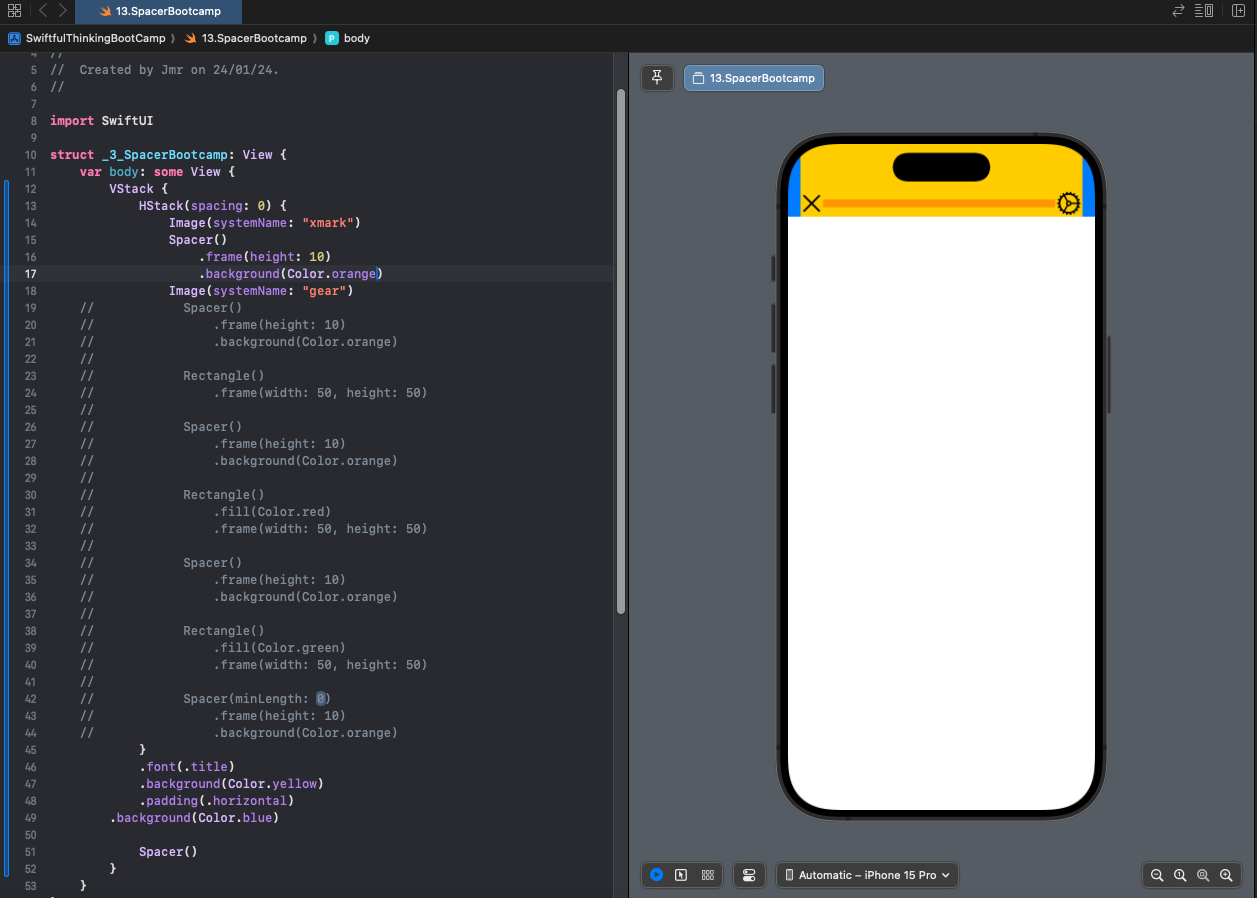 13.SpacerBootcamp
SwiftfulThinkingBootCamp 〉 13.SpacerBootcamp 〉 P body
4 //
5 //  Created by Jmr on 24/01/24.
6 //
7
8 import SwiftUI
9
10 struct _3_SpacerBootcamp: View {
11     var body: some View {
12         VStack {
13             HStack(spacing: 0) {
14                 Image(systemName: "xmark")
15                 Spacer()
16                     .frame(height: 10)
17                     .background(Color.orange)
18                 Image(systemName: "gear")
19     //            Spacer()
20     //                .frame(height: 10)
21     //                .background(Color.orange)
22     //
23     //            Rectangle()
24     //                .frame(width: 50, height: 50)
25     //
26     //            Spacer()
27     //                .frame(height: 10)
28     //                .background(Color.orange)
29     //
30     //            Rectangle()
31     //                .fill(Color.red)
32     //                .frame(width: 50, height: 50)
33     //
34     //            Spacer()
35     //                .frame(height: 10)
36     //                .background(Color.orange)
37     //
38     //            Rectangle()
39     //                .fill(Color.green)
40     //                .frame(width: 50, height: 50)
41     //
42     //            Spacer(minLength: 0)
43     //                .frame(height: 10)
44     //                .background(Color.orange)
45             }
46             .font(.title)
47             .background(Color.yellow)
48             .padding(.horizontal)
49         .background(Color.blue)
50
51             Spacer()
52         }
53     }
13.SpacerBootcamp
Automatic – iPhone 15 Pro